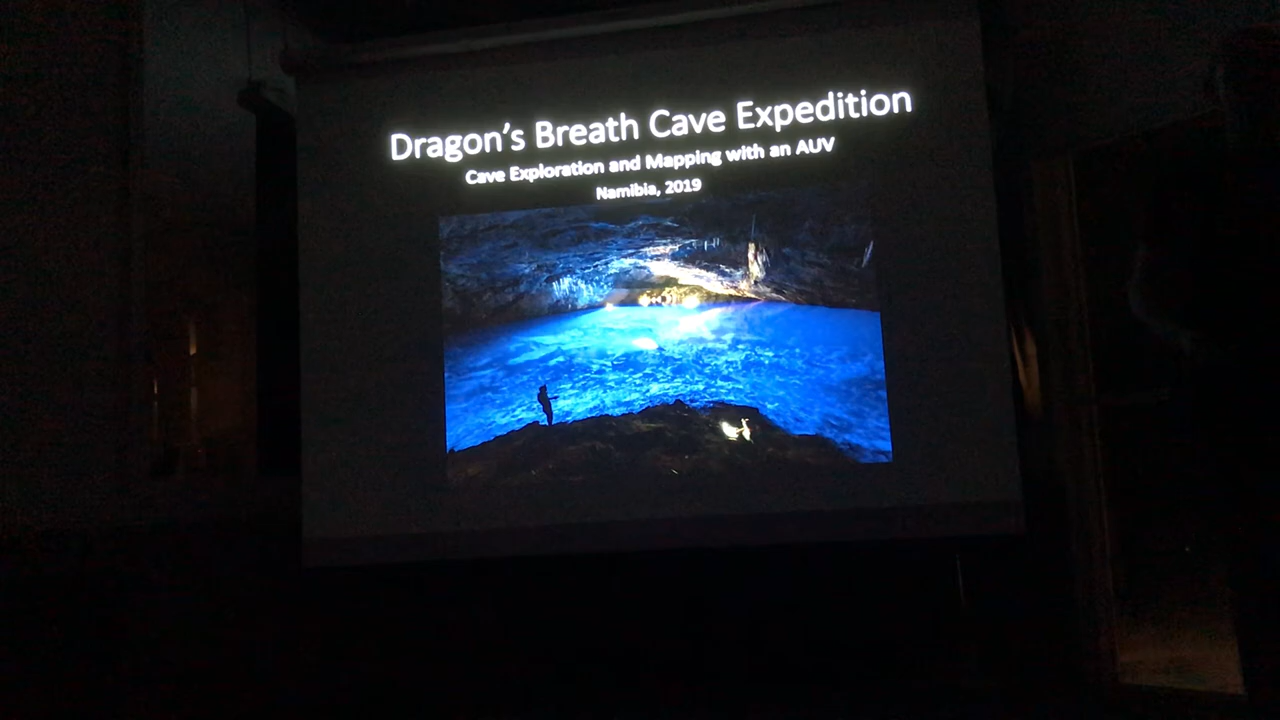 Dragon's Breath Cave Expedition
Cave Exploration and Mapping with an AUV
Namibia, 2019